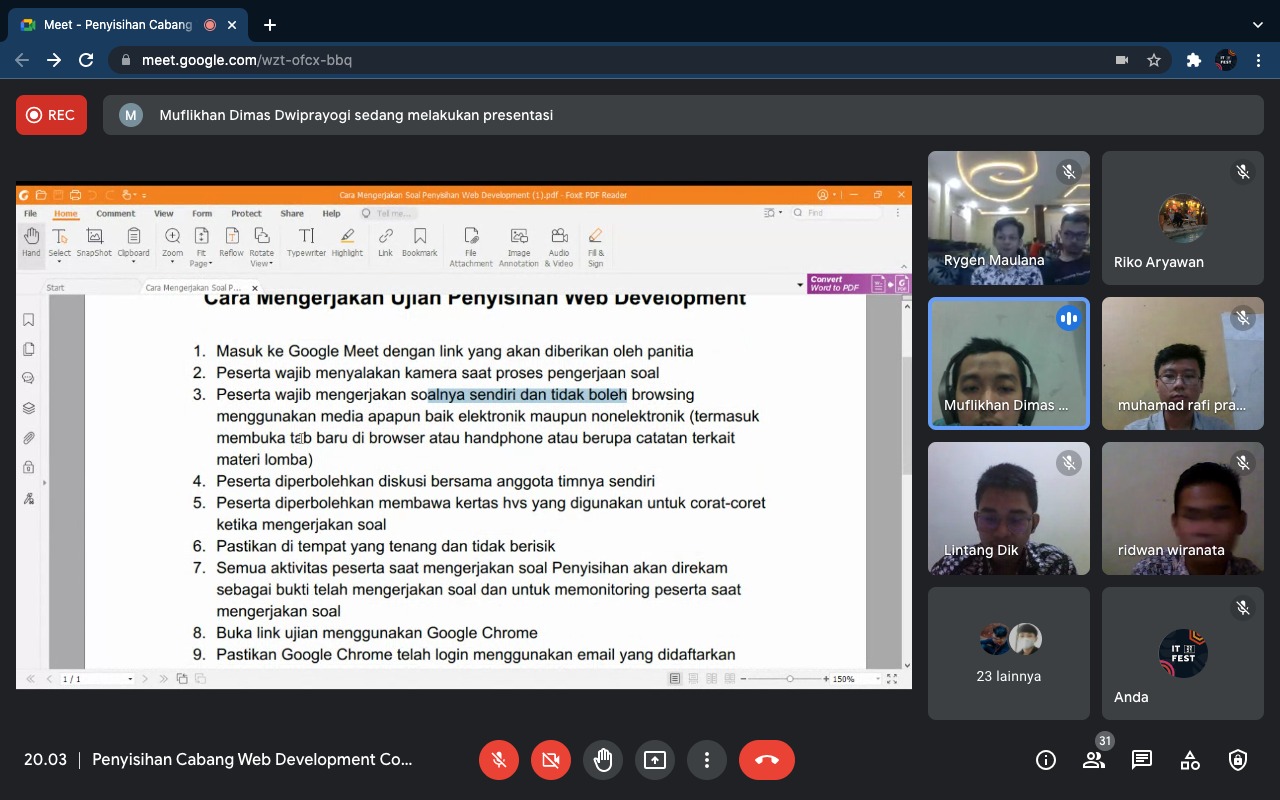 Meet - Penyisihan Cabang
meet.google.com/wzt-ofcx-bbq
REC
M
Muflikhan Dimas Dwiprayogi sedang melakukan presentasi
Cara Mengerjakan Soal Penyisihan Web Development (1).pdf - Foxit PDF Reader
File Home Comment View Form Protect Share Help Tell me... Find
Hand Select SnapShot Clipboard Zoom Fit Page Reflow Rotate View Typewriter Highlight Link Bookmark File Attachment Image Annotation Audio & Video Fill & Sign
Start
Cara Mengerjakan Soal P...
Convert
Word to PDF
Cara Mengerjakan Ujian Penyisihan Web Development
1. Masuk ke Google Meet dengan link yang akan diberikan oleh panitia
2. Peserta wajib menyalakan kamera saat proses pengerjaan soal
3. Peserta wajib mengerjakan soalnya sendiri dan tidak boleh browsing
menggunakan media apapun baik elektronik maupun nonelektronik (termasuk
membuka tab baru di browser atau handphone atau berupa catatan terkait
materi lomba)
4. Peserta diperbolehkan diskusi bersama anggota timnya sendiri
5. Peserta diperbolehkan membawa kertas hvs yang digunakan untuk corat-coret
ketika mengerjakan soal
6. Pastikan di tempat yang tenang dan tidak berisik
7. Semua aktivitas peserta saat mengerjakan soal Penyisihan akan direkam
sebagai bukti telah mengerjakan soal dan untuk memonitoring peserta saat
mengerjakan soal
8. Buka link ujian menggunakan Google Chrome
9. Pastikan Google Chrome telah login menggunakan email yang didaftarkan
1 / 1
150%
Rygen Maulana
Riko Aryawan
Muflikhan Dimas ...
muhamad rafi pra...
Lintang Dik
ridwan wiranata
23 lainnya
IT
FEST
Anda
20.03
Penyisihan Cabang Web Development Co...
31